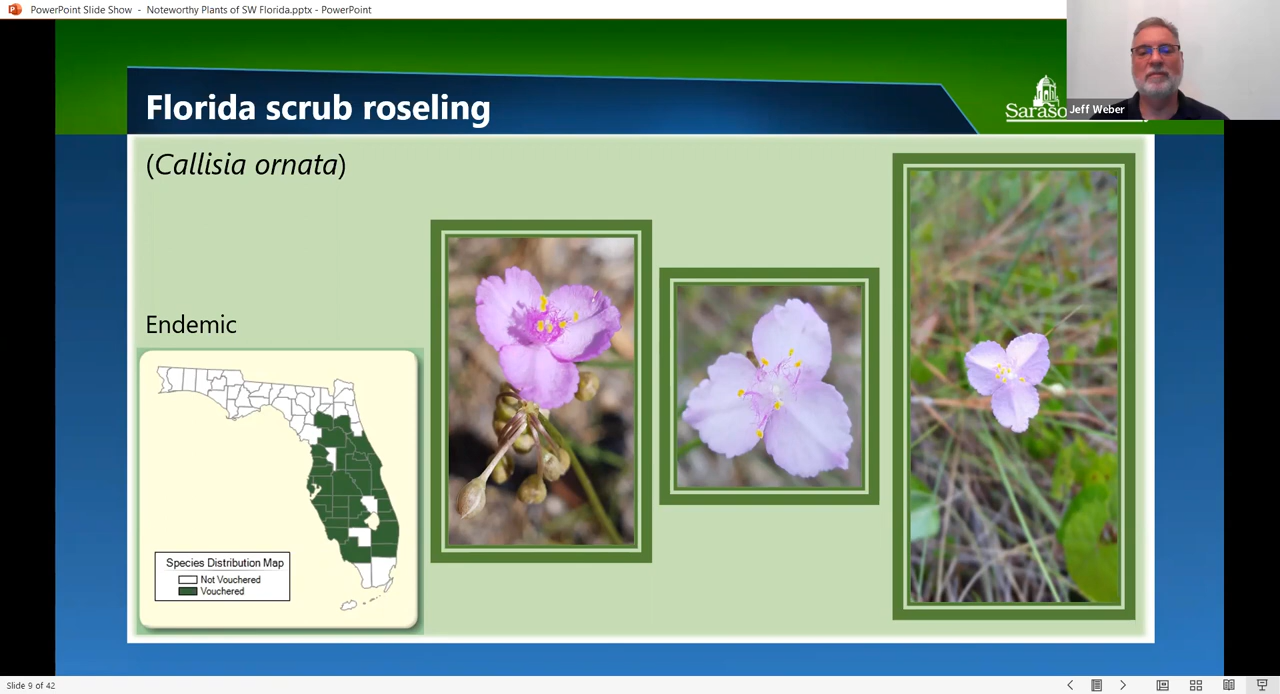 PowerPoint Slide Show - Noteworthy Plants of SW Florida.pptx - PowerPoint
Jeff Weber
Florida scrub roseling
(Callisia ornata)
Endemic
Species Distribution Map
Not Vouchered
Vouchered
Slide 9 of 42